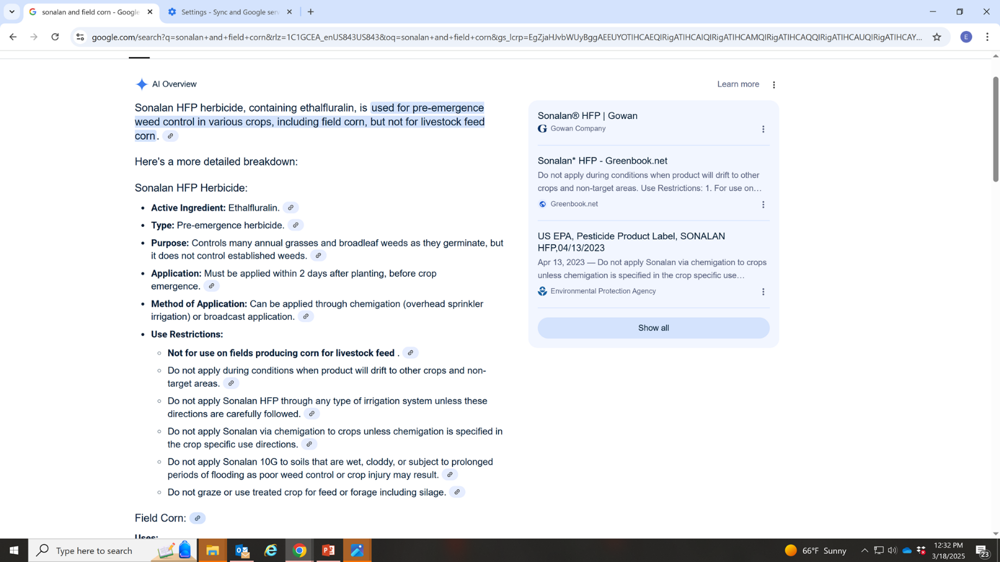 sonalan and field corn - Google
Settings - Sync and Google serv
google.com/search?q=sonalan+and+field+corn&rlz=1C1GCEA_enUS843US843&oq=sonalan+and+field+corn&gs_lcrp=EgZjaHJvbWUyBggAEEUYOTIHCAEQIRigATIHCAIQIRigATIHCAMQIRigATIHCAQQIRigATIHCAUQIRigATIHCAY...
E
AI Overview
Learn more
Sonalan HFP herbicide, containing ethalfluralin, is used for pre-emergence
weed control in various crops, including field corn, but not for livestock feed
corn.
Here's a more detailed breakdown:
Sonalan HFP Herbicide:
• Active Ingredient: Ethalfluralin.
• Type: Pre-emergence herbicide.
• Purpose: Controls many annual grasses and broadleaf weeds as they germinate, but
it does not control established weeds.
• Application: Must be applied within 2 days after planting, before crop
emergence.
• Method of Application: Can be applied through chemigation (overhead sprinkler
irrigation) or broadcast application.
• Use Restrictions:
Not for use on fields producing corn for livestock feed .
Do not apply during conditions when product will drift to other crops and non-
target areas.
Do not apply Sonalan HFP through any type of irrigation system unless these
directions are carefully followed.
Do not apply Sonalan via chemigation to crops unless chemigation is specified in
the crop specific use directions.
Do not apply Sonalan 10G to soils that are wet, cloddy, or subject to prolonged
periods of flooding as poor weed control or crop injury may result.
Do not graze or use treated crop for feed or forage including silage.
Field Corn:
Uses:
Sonalan® HFP | Gowan
Gowan Company
Sonalan* HFP - Greenbook.net
Do not apply during conditions when product will drift to other
crops and non-target areas. Use Restrictions: 1. For use on…
Greenbook.net
US EPA, Pesticide Product Label, SONALAN
HFP,04/13/2023
Apr 13, 2023 — Do not apply Sonalan via chemigation to crops
unless chemigation is specified in the crop specific use…
Environmental Protection Agency
Show all
Type here to search
66°F Sunny
12:32 PM
3/18/2025
23